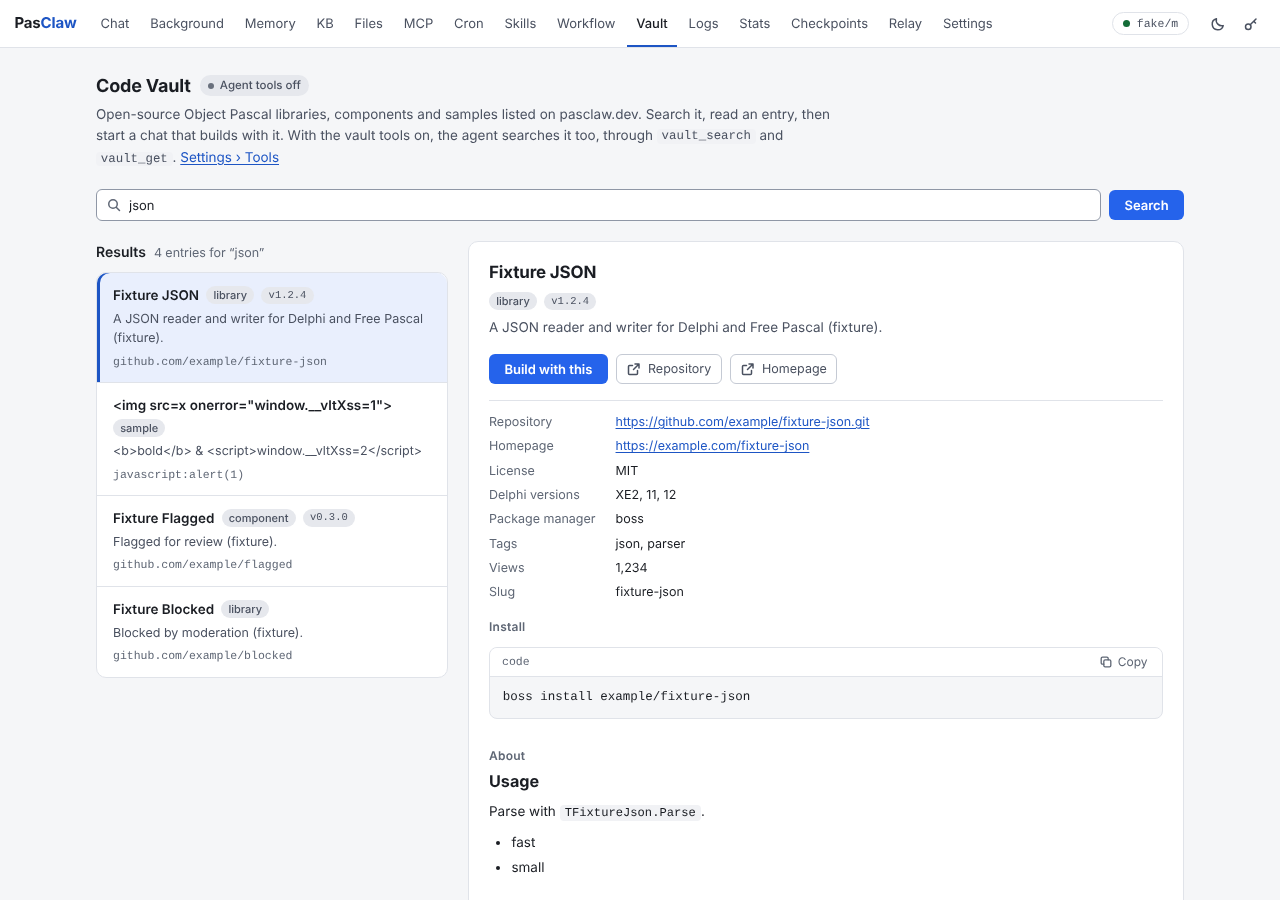 PasClaw Chat Background Memory KB Files MCP Cron Skills Workflow Vault Logs Stats Checkpoints Relay Settings fake/m
Code Vault Agent tools off
Open-source Object Pascal libraries, components and samples listed on pasclaw.dev. Search it, read an entry, then
start a chat that builds with it. With the vault tools on, the agent searches it too, through vault_search and
vault_get. Settings › Tools
json
Search
Results 4 entries for “json”
Fixture JSON library v1.2.4
A JSON reader and writer for Delphi and Free Pascal
(fixture).
github.com/example/fixture-json
<img src=x onerror="window.__vltXss=1">
sample
<b>bold</b> & <script>window.__vltXss=2</script>
javascript:alert(1)
Fixture Flagged component v0.3.0
Flagged for review (fixture).
github.com/example/flagged
Fixture Blocked library
Blocked by moderation (fixture).
github.com/example/blocked
Fixture JSON
library v1.2.4
A JSON reader and writer for Delphi and Free Pascal (fixture).
Build with this Repository Homepage
Repository https://github.com/example/fixture-json.git
Homepage https://example.com/fixture-json
License MIT
Delphi versions XE2, 11, 12
Package manager boss
Tags json, parser
Views 1,234
Slug fixture-json
Install
code Copy
boss install example/fixture-json
About
Usage
Parse with TFixtureJson.Parse.
• fast
• small